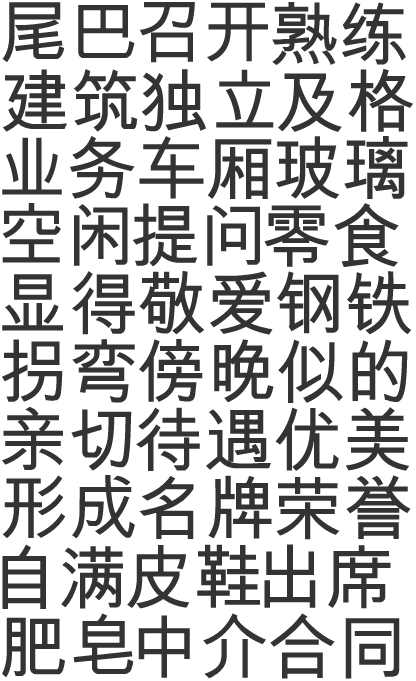 尾巴召开熟练
建筑独立及格
业务车厢玻璃
空闲提问零食
显得敬爱钢铁
拐弯傍晚似的
亲切待遇优美
形成名牌荣誉
自满皮鞋出席
肥皂中介合同